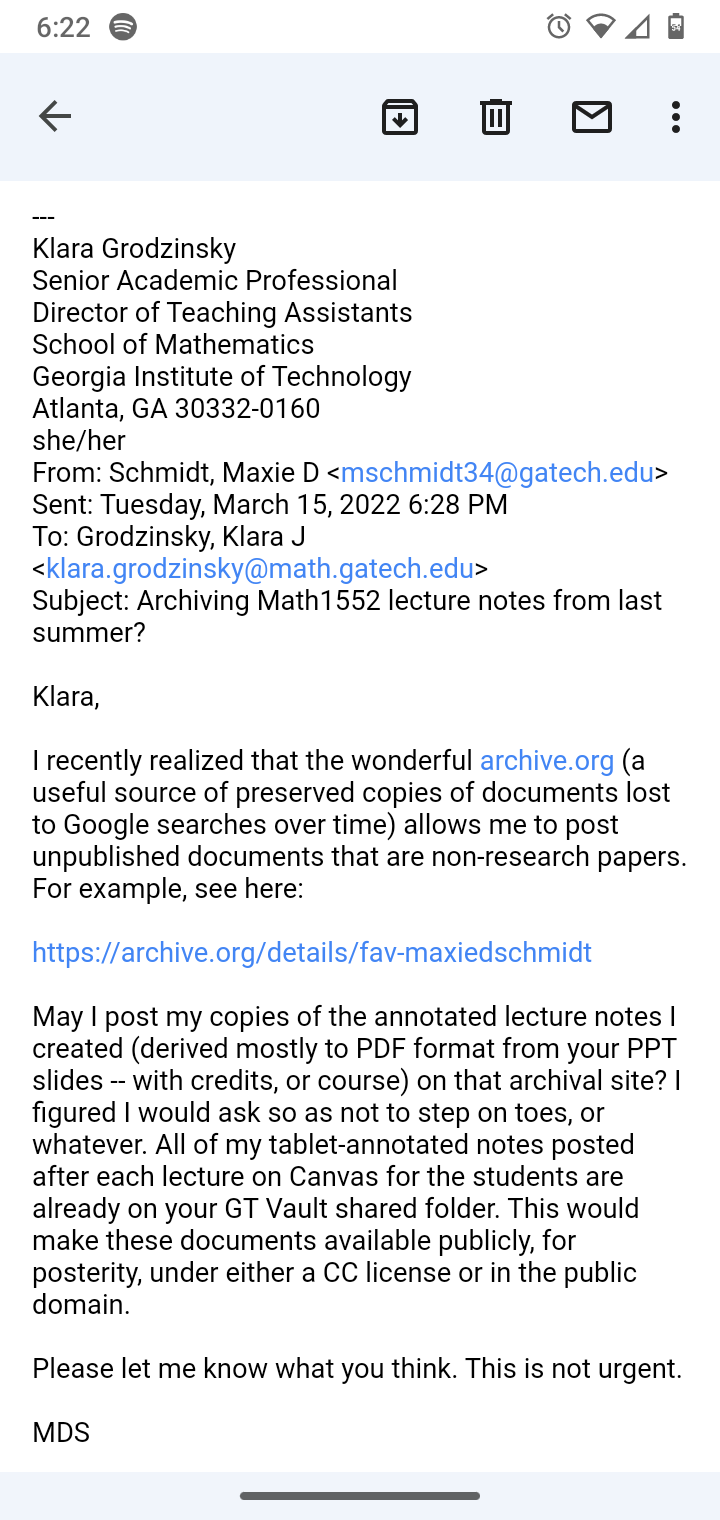 6:22
---
Klara Grodzinsky
Senior Academic Professional
Director of Teaching Assistants
School of Mathematics
Georgia Institute of Technology
Atlanta, GA 30332-0160
she/her
From: Schmidt, Maxie D <mschmidt34@gatech.edu>
Sent: Tuesday, March 15, 2022 6:28 PM
To: Grodzinsky, Klara J
<klara.grodzinsky@math.gatech.edu>
Subject: Archiving Math1552 lecture notes from last
summer?
Klara,
I recently realized that the wonderful archive.org (a
useful source of preserved copies of documents lost
to Google searches over time) allows me to post
unpublished documents that are non-research papers.
For example, see here:
https://archive.org/details/fav-maxiedschmidt
May I post my copies of the annotated lecture notes I
created (derived mostly to PDF format from your PPT
slides -- with credits, or course) on that archival site? I
figured I would ask so as not to step on toes, or
whatever. All of my tablet-annotated notes posted
after each lecture on Canvas for the students are
already on your GT Vault shared folder. This would
make these documents available publicly, for
posterity, under either a CC license or in the public
domain.
Please let me know what you think. This is not urgent.
MDS